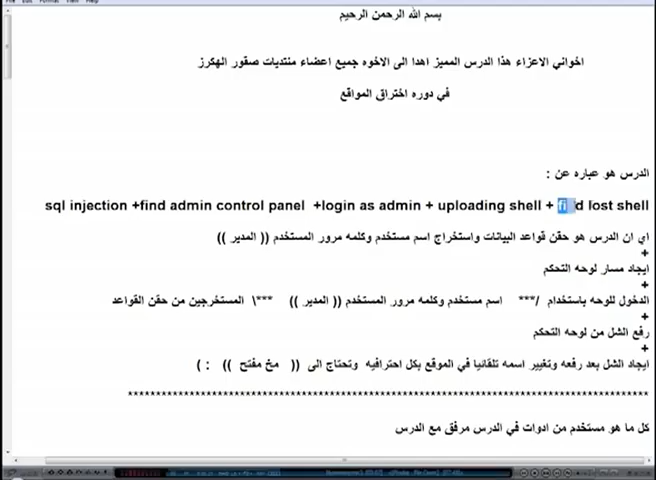 بسم الله الرحمن الرحيم
اخواني الاعزاء هذا الدرس المميز اهدا الى الاخوه جميع اعضاء منتديات صقور الهكرز
في دوره اختراق المواقع
الدرس هو عباره عن :
sql injection +find admin control panel +login as admin + uploading shell + find lost shell
اي ان الدرس هو حقن قواعد البيانات واستخراج اسم مستخدم وكلمه مرور المستخدم (( المدير ))
+
ايجاد مسار لوحه التحكم
+
الدخول للوحه باستخدام /*** اسم مستخدم وكلمه مرور المستخدم (( المدير )) ***\ المستخرجين من حقن القواعد
+
رفع الشل من لوحه التحكم
+
ايجاد الشل بعد رفعه وتغيير اسمه تلقائيا في الموقع بكل احترافيه وتحتاج الى (( مخ مفتح )) : )
********************************************************************************
كل ما هو مستخدم من ادوات في الدرس مرفق مع الدرس